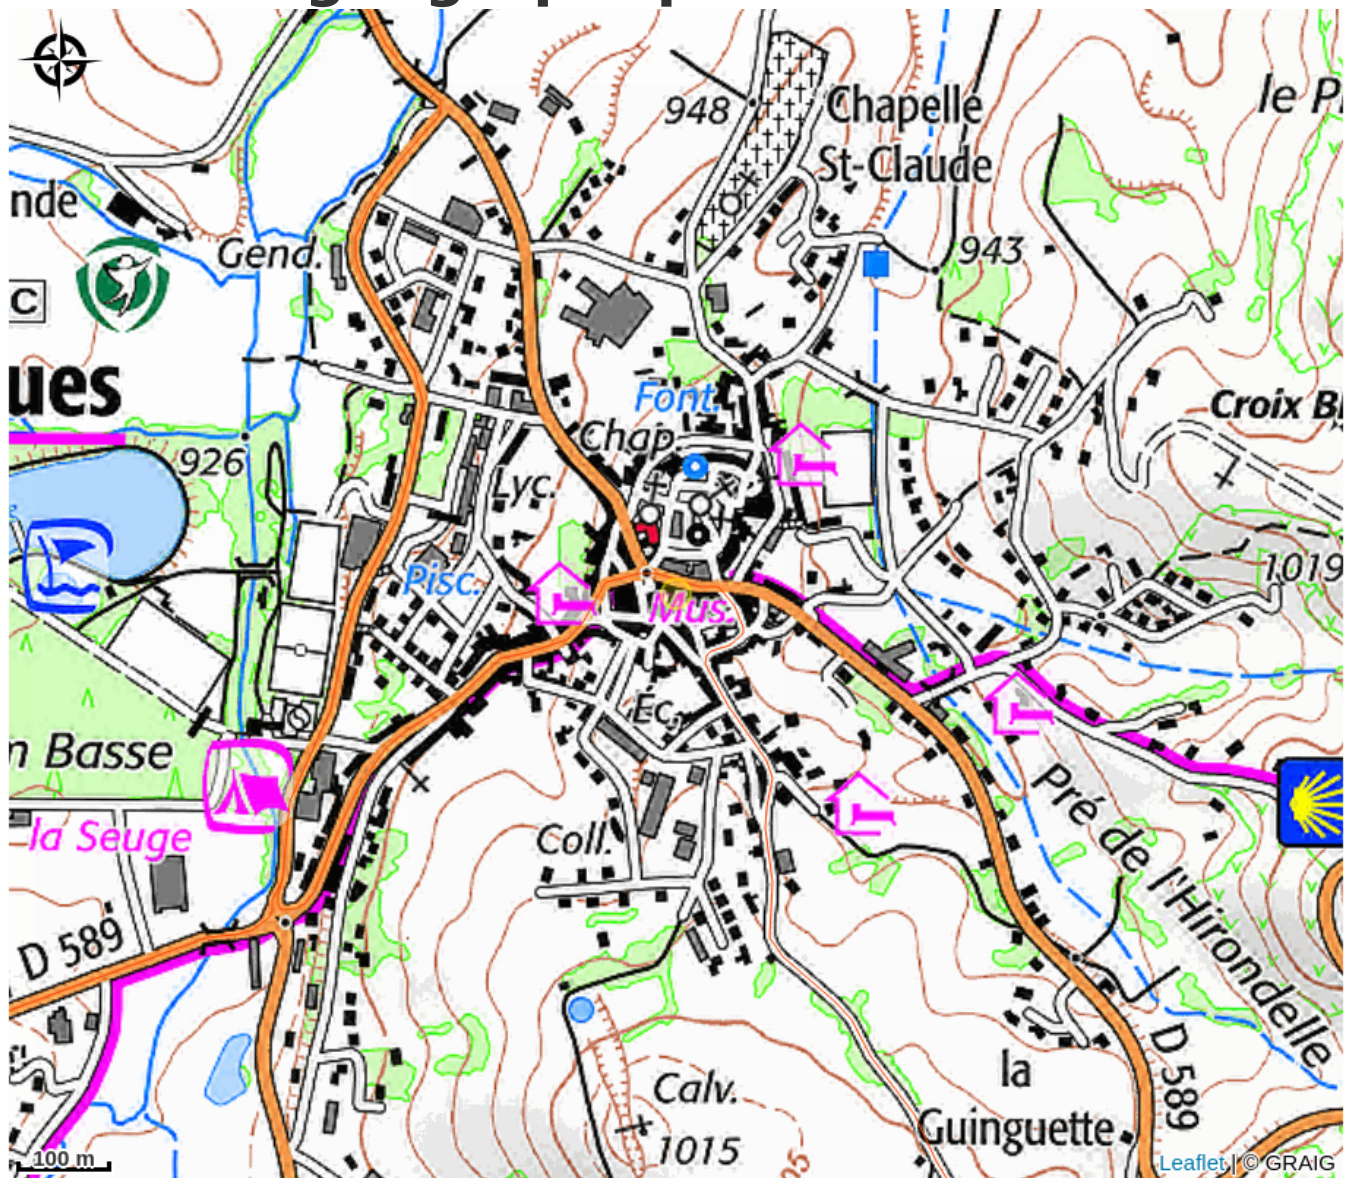 948
Chapelle
St-Claude
le P
nde
Gend.
943
C
ues
Font.
Croix B
Chap.
926
Lyc.
1019
Pisc.
Mus.
Éc.
n Basse
la Seuge
Coll.
Pré de l'Hirondelle
D 589
la
Guinguette
D 589
Calv.
1015
100 m
Leaflet | © GRAIG